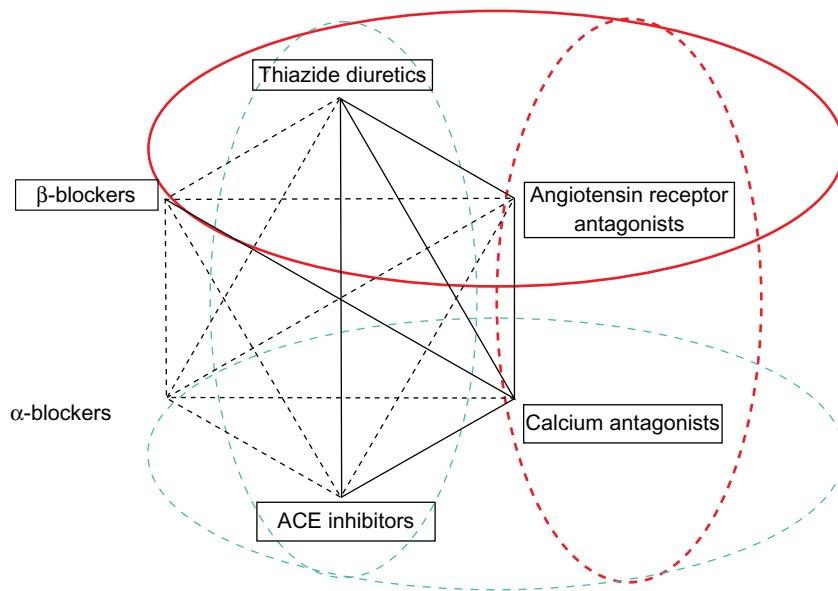 Thiazide diuretics
β-blockers
Angiotensin receptor
antagonists
α-blockers
Calcium antagonists
ACE inhibitors